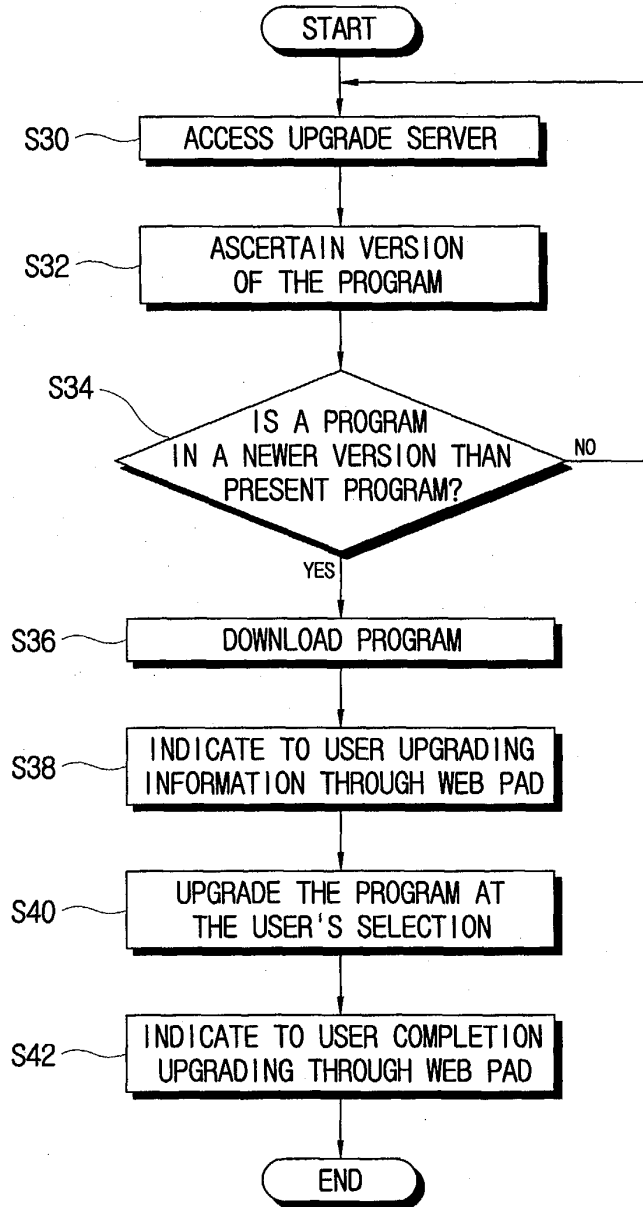 START
S30
ACCESS UPGRADE SERVER
S32
ASCERTAIN VERSION
OF THE PROGRAM
S34
IS A PROGRAM
IN A NEWER VERSION THAN
PRESENT PROGRAM?
NO
YES
S36
DOWNLOAD PROGRAM
S38
INDICATE TO USER UPGRADING
INFORMATION THROUGH WEB PAD
S40
UPGRADE THE PROGRAM AT
THE USER'S SELECTION
S42
INDICATE TO USER COMPLETION
UPGRADING THROUGH WEB PAD
END